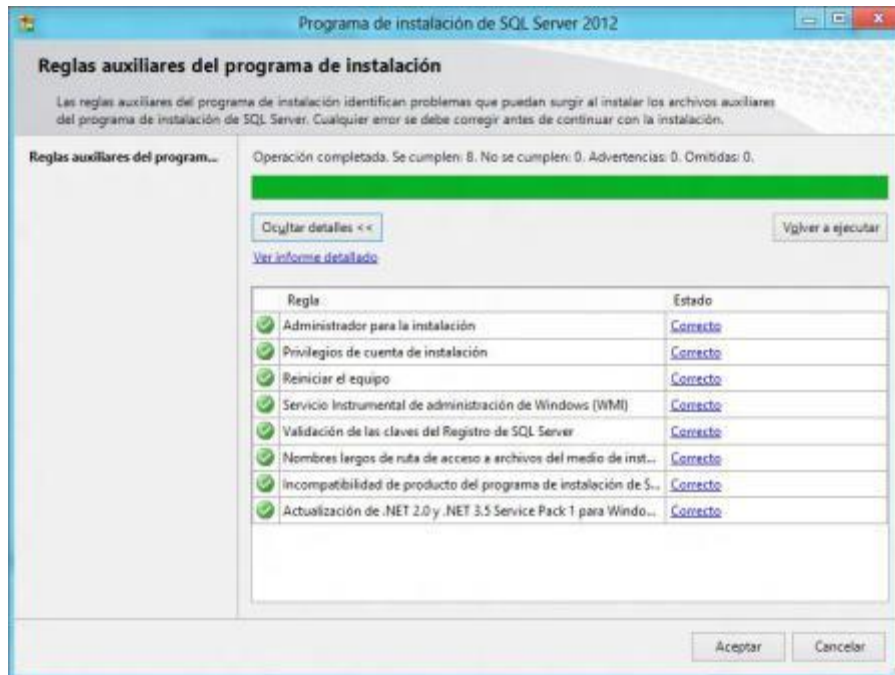 Programa de instalación de SQL Server 2012
Reglas auxiliares del programa de instalación
Las reglas auxiliares del programa de instalación identifican problemas que puedan surgir al instalar los archivos auxiliares
del programa de instalación de SQL Server. Cualquier error se debe corregir antes de continuar con la instalación.
Reglas auxiliares del program...
Operación completada. Se cumplen: 8. No se cumplen: 0. Advertencias: 0. Omitidas: 0.
Ocultar detalles <<
Volver a ejecutar
Ver informe detallado
Regla Estado
Administrador para la instalación Correcto
Privilegios de cuenta de instalación Correcto
Reiniciar el equipo Correcto
Servicio Instrumental de administración de Windows (WMI) Correcto
Validación de las claves del Registro de SQL Server Correcto
Nombres largos de ruta de acceso a archivos del medio de inst... Correcto
Incompatibilidad de producto del programa de instalación de S... Correcto
Actualización de .NET 2.0 y .NET 3.5 Service Pack 1 para Windo... Correcto
Aceptar Cancelar